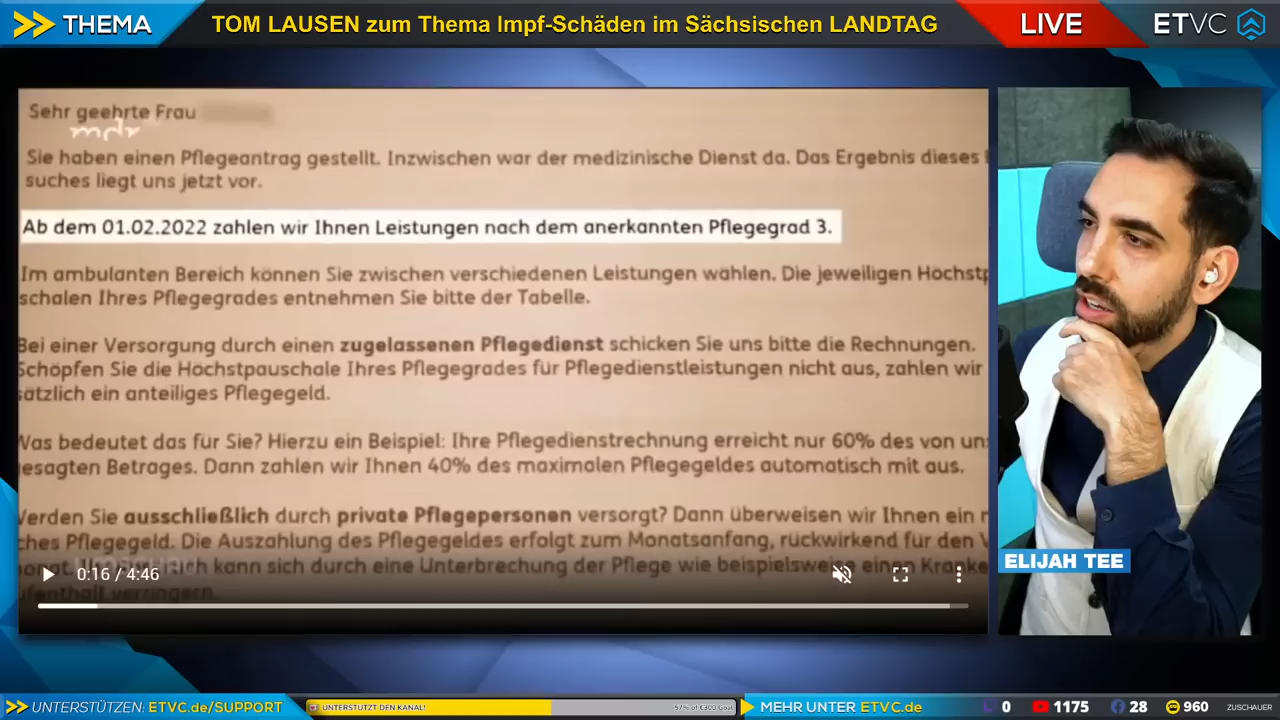 THEMA
TOM LAUSEN zum Thema Impf-Schäden im Sächsischen LANDTAG
LIVE
ETVC
Sehr geehrte Frau
mdr
Sie haben einen Pflegeantrag gestellt. Inzwischen war der medizinische Dienst da. Das Ergebnis dieses
suches liegt uns jetzt vor.
Ab dem 01.02.2022 zahlen wir Ihnen Leistungen nach dem anerkannten Pflegegrad 3.
Im ambulanten Bereich können Sie zwischen verschiedenen Leistungen wählen. Die jeweiligen Höchstp
schalen Ihres Pflegegrades entnehmen Sie bitte der Tabelle.
Bei einer Versorgung durch einen zugelassenen Pflegedienst schicken Sie uns bitte die Rechnungen.
Schöpfen Sie die Höchstpauschale Ihres Pflegegrades für Pflegedienstleistungen nicht aus, zahlen wir
sätzlich ein anteiliges Pflegegeld.
Was bedeutet das für Sie? Hierzu ein Beispiel: Ihre Pflegedienstrechnung erreicht nur 60% des von un
esagten Betrages. Dann zahlen wir Ihnen 40% des maximalen Pflegegeldes automatisch mit aus.
Werden Sie ausschließlich durch private Pflegepersonen versorgt? Dann überweisen wir Ihnen ein
ches Pflegegeld. Die Auszahlung des Pflegegeldes erfolgt zum Monatsanfang, rückwirkend für den
kann sich durch eine Unterbrechung der Pflege wie beispielsweise einen Kranke
ufenthalt verringern.
0:16 / 4:46
ELIJAH TEE
UNTERSTÜTZEN: ETVC.de/SUPPORT
UNTERSTÜTZT DEN KANAL!
57% of €300 Goal
MEHR UNTER ETVC.de
0
1175
28
960
ZUSCHAUER